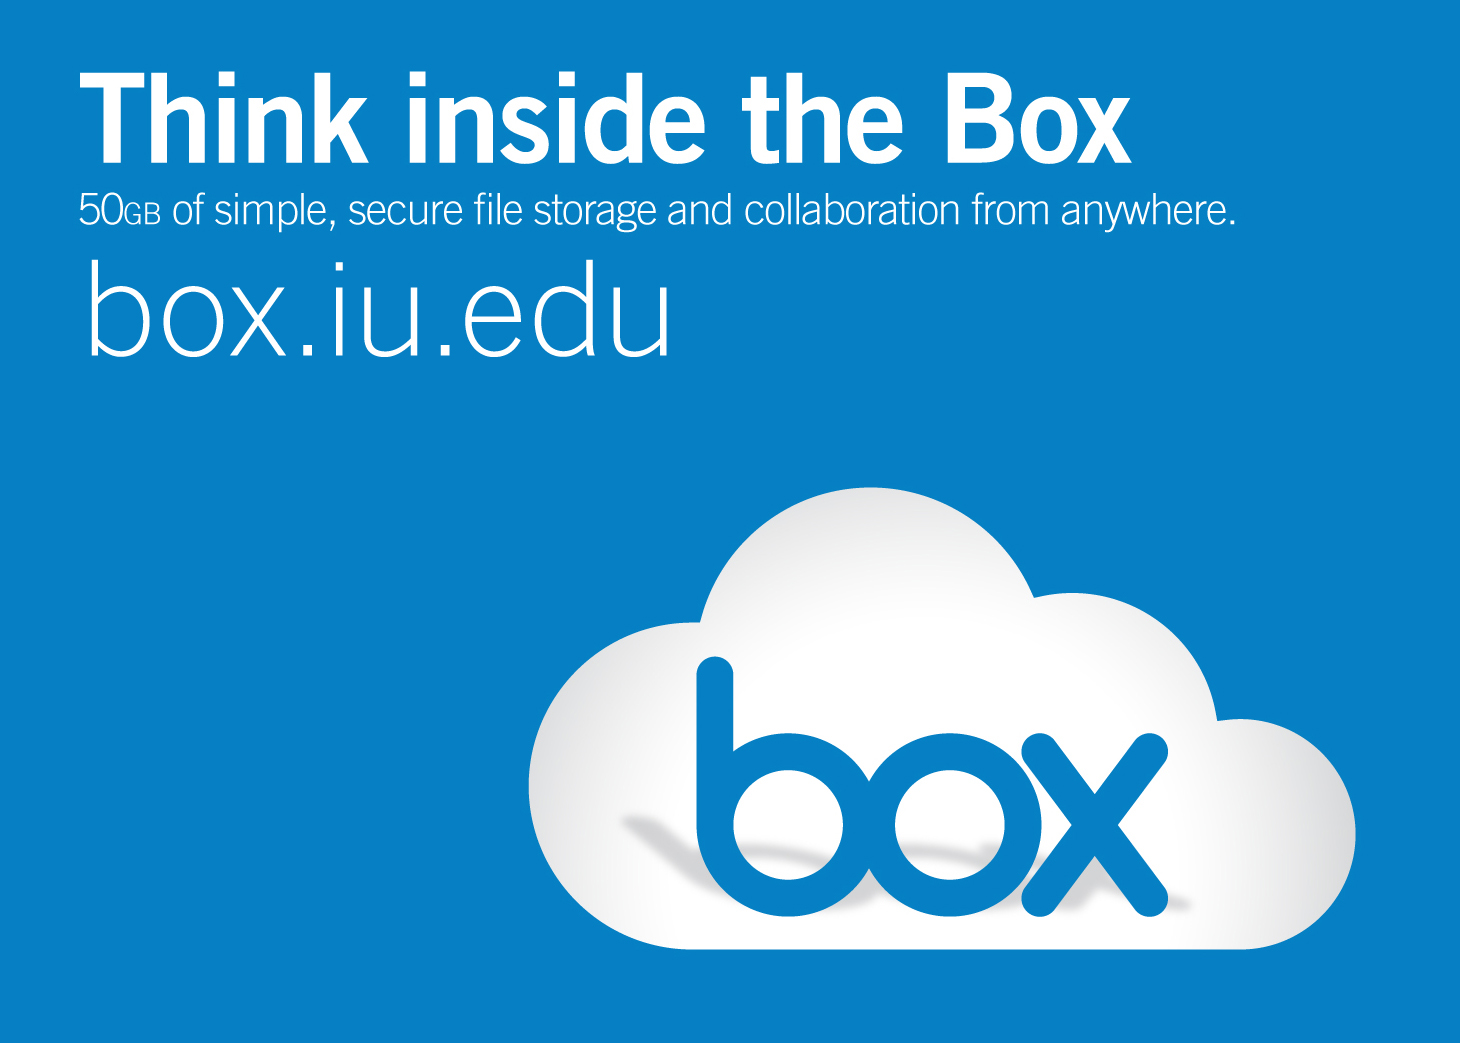 Think inside the Box
50GB of simple, secure file storage and collaboration from anywhere.
box.iu.edu
box